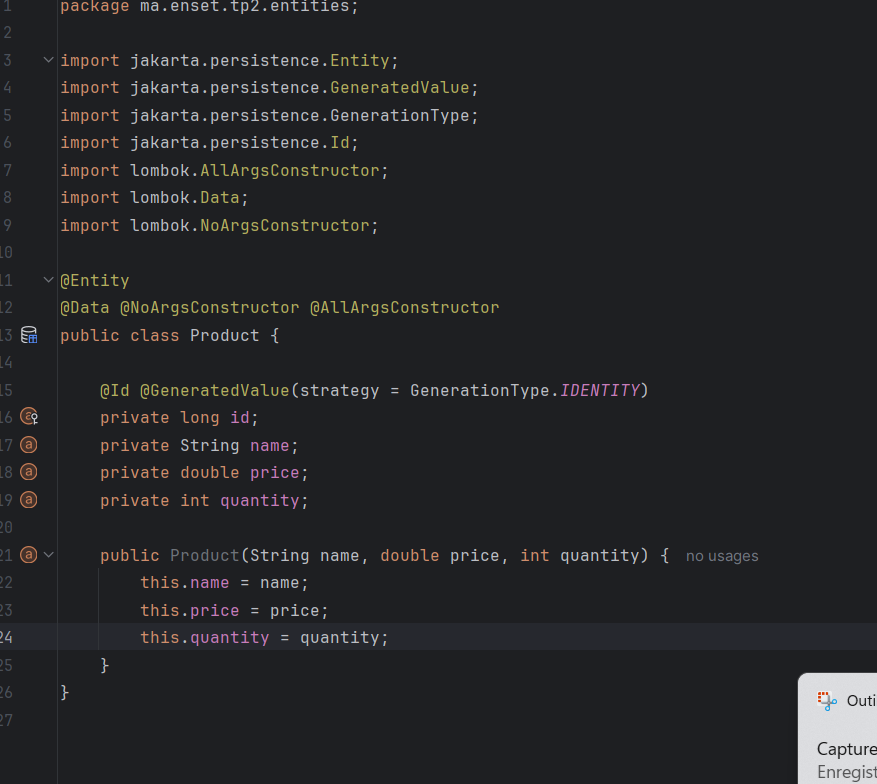 1 package ma.enset.tp2.entities;
2
3 import jakarta.persistence.Entity;
4 import jakarta.persistence.GeneratedValue;
5 import jakarta.persistence.GenerationType;
6 import jakarta.persistence.Id;
7 import lombok.AllArgsConstructor;
8 import lombok.Data;
9 import lombok.NoArgsConstructor;
10
11 @Entity
12 @Data @NoArgsConstructor @AllArgsConstructor
13 public class Product {
14
15 @Id @GeneratedValue(strategy = GenerationType.IDENTITY)
16 private long id;
17 private String name;
18 private double price;
19 private int quantity;
20
21 public Product(String name, double price, int quantity) { no usages
22 this.name = name;
23 this.price = price;
24 this.quantity = quantity;
25 }
26 }
27
Outi
Capture
Enregist